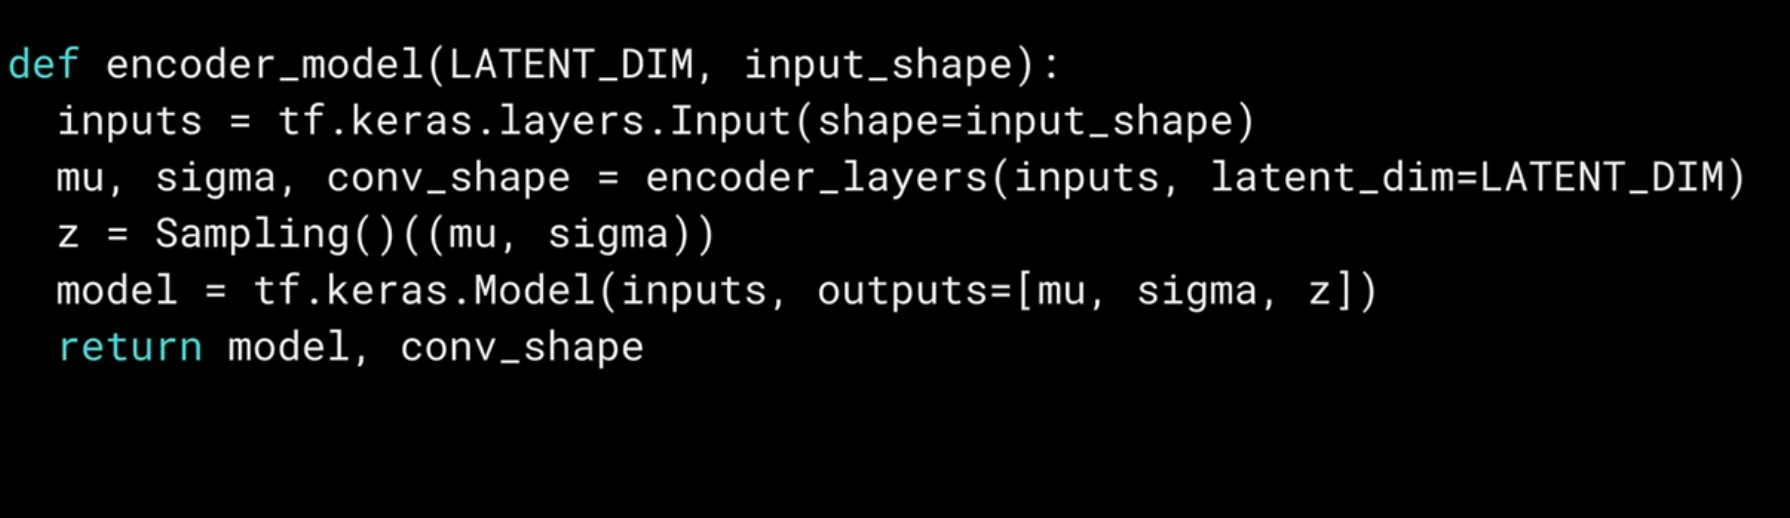 def encoder_model(LATENT_DIM, input_shape):
  inputs = tf.keras.layers.Input(shape=input_shape)
  mu, sigma, conv_shape = encoder_layers(inputs, latent_dim=LATENT_DIM)
  z = Sampling()((mu, sigma))
  model = tf.keras.Model(inputs, outputs=[mu, sigma, z])
  return model, conv_shape